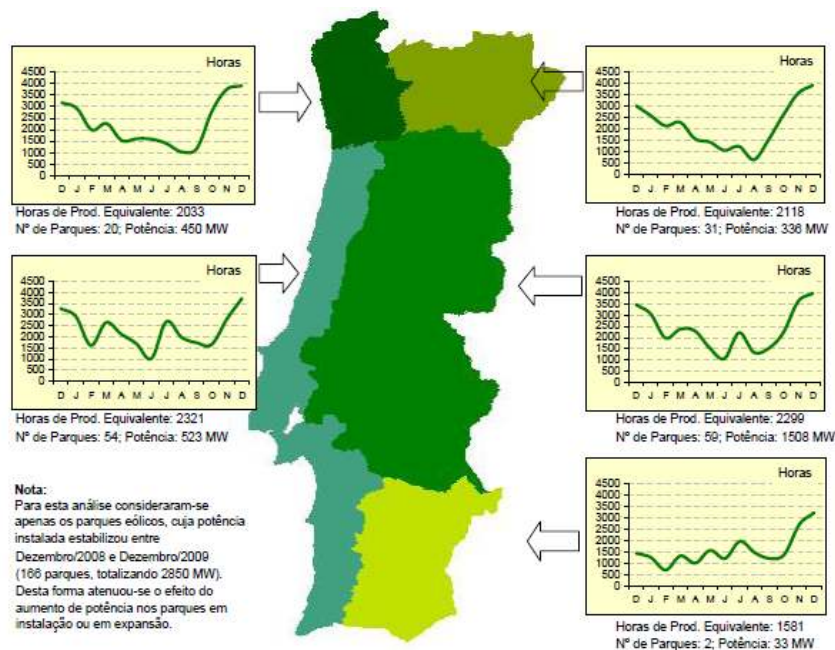 Horas
4500
4000
3500
3000
2500
2000
1500
1000
500
0
D J F M A M J J A S O N D
Horas de Prod. Equivalente: 2033
Nº de Parques: 20; Potência: 450 MW
Horas
4500
4000
3500
3000
2500
2000
1500
1000
500
0
D J F M A M J J A S O N D
Horas de Prod. Equivalente: 2118
Nº de Parques: 31; Potência: 336 MW
Horas
4500
4000
3500
3000
2500
2000
1500
1000
500
0
D J F M A M J J A S O N D
Horas de Prod. Equivalente: 2321
Nº de Parques: 54; Potência: 523 MW
Horas
4500
4000
3500
3000
2500
2000
1500
1000
500
0
D J F M A M J J A S O N D
Horas de Prod. Equivalente: 2299
Nº de Parques: 59; Potência: 1508 MW
Nota:
Para esta análise consideraram-se
apenas os parques eólicos, cuja potência
instalada estabilizou entre
Dezembro/2008 e Dezembro/2009
(166 parques, totalizando 2850 MW).
Desta forma atenuou-se o efeito do
aumento de potência nos parques em
instalação ou em expansão.
Horas
4500
4000
3500
3000
2500
2000
1500
1000
500
0
D J F M A M J J A S O N D
Horas de Prod. Equivalente: 1581
Nº de Parques: 2; Potência: 33 MW